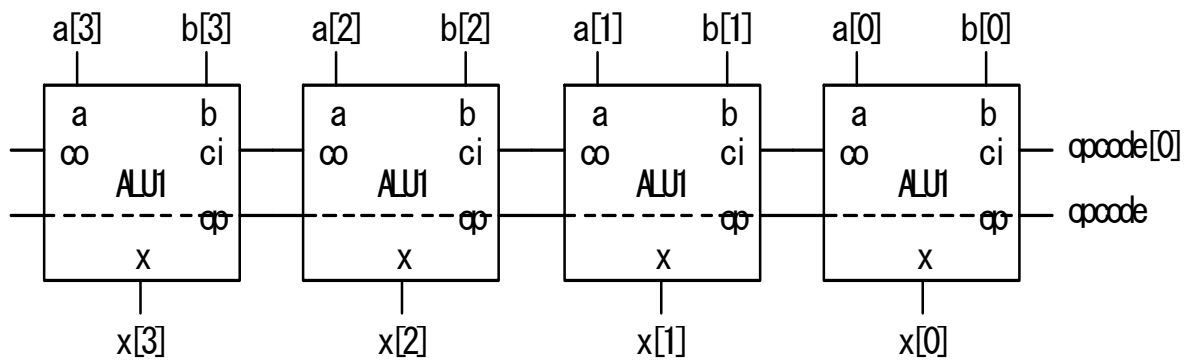 a[3] b[3] a[2] b[2] a[1] b[1] a[0] b[0]
a b a b a b a b
co ci co ci co ci co ci opcode[0]
ALU1 ALU1 ALU1 ALU1
op op op op opcode
x x x x
x[3] x[2] x[1] x[0]